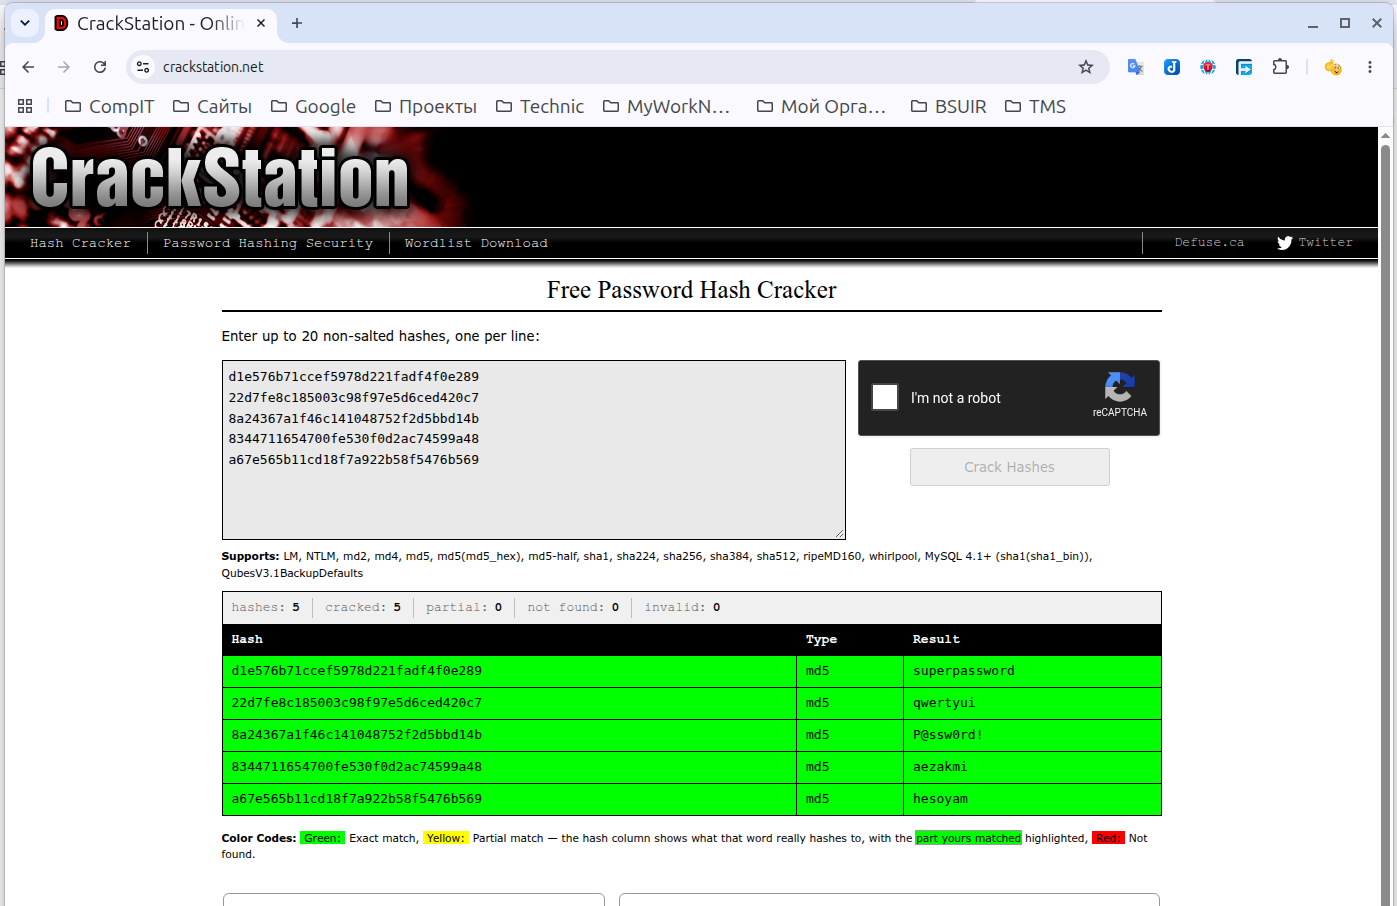 CrackStation - Onlin
crackstation.net
CompIT Сайты Google Проекты Technic MyWorkN... Мой Орга... BSUIR TMS
CrackStation
Hash Cracker Password Hashing Security Wordlist Download Defuse.ca Twitter
Free Password Hash Cracker
Enter up to 20 non-salted hashes, one per line:
d1e576b71ccef5978d221fadf4f0e289
22d7fe8c185003c98f97e5d6ced420c7
8a24367a1f46c141048752f2d5bbd14b
8344711654700fe530f0d2ac74599a48
a67e565b11cd18f7a922b58f5476b569
I'm not a robot
reCAPTCHA
Crack Hashes
Supports: LM, NTLM, md2, md4, md5, md5(md5_hex), md5-half, sha1, sha224, sha256, sha384, sha512, ripeMD160, whirlpool, MySQL 4.1+ (sha1(sha1_bin)),
QubesV3.1BackupDefaults
hashes: 5 cracked: 5 partial: 0 not found: 0 invalid: 0
Hash Type Result
d1e576b71ccef5978d221fadf4f0e289 md5 superpassword
22d7fe8c185003c98f97e5d6ced420c7 md5 qwertyui
8a24367a1f46c141048752f2d5bbd14b md5 P@ssw0rd!
8344711654700fe530f0d2ac74599a48 md5 aezakmi
a67e565b11cd18f7a922b58f5476b569 md5 hesoyam
Color Codes: Green: Exact match, Yellow: Partial match — the hash column shows what that word really hashes to, with the part yours matched highlighted, Red: Not
found.